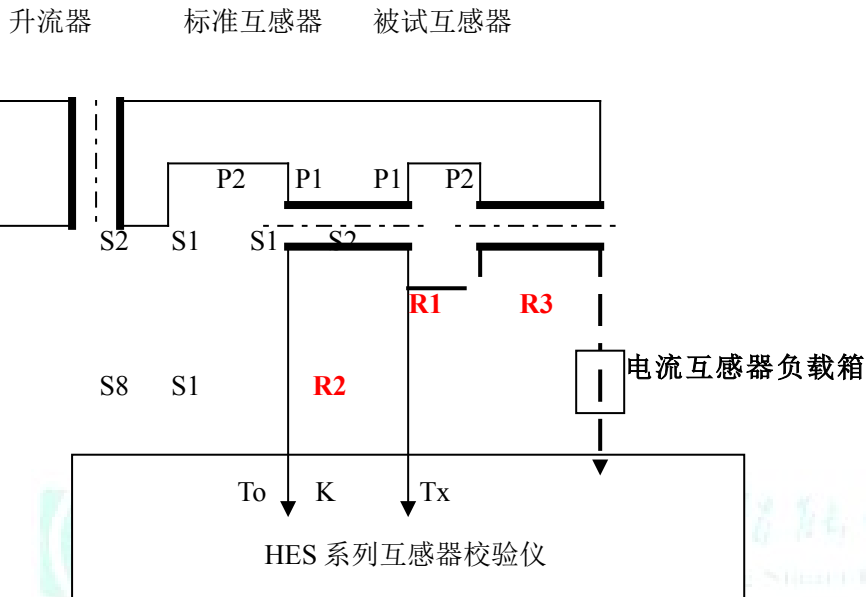 升流器 标准互感器 被试互感器
P2 P1 P1 P2
S2 S1 S1 S2
R1 R3
电流互感器负载箱
S8 S1 R2
To K Tx
HES 系列互感器校验仪